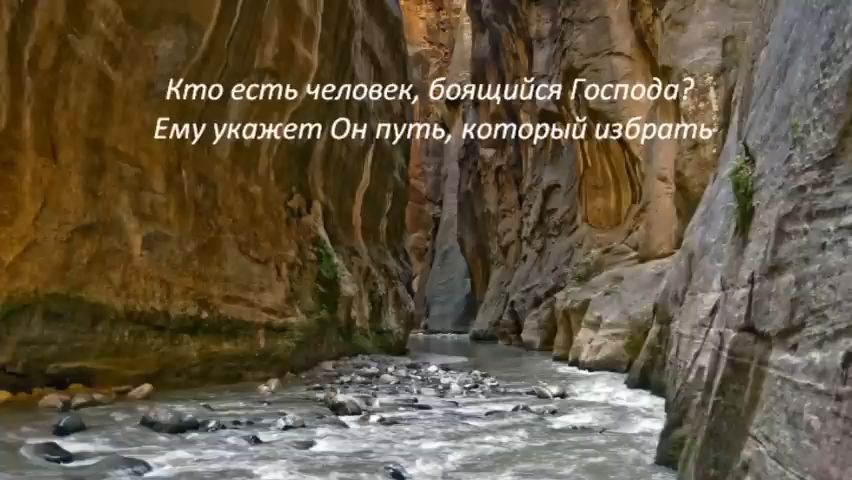 Кто есть человек, боящийся Господа?
Ему укажет Он путь, который избрать